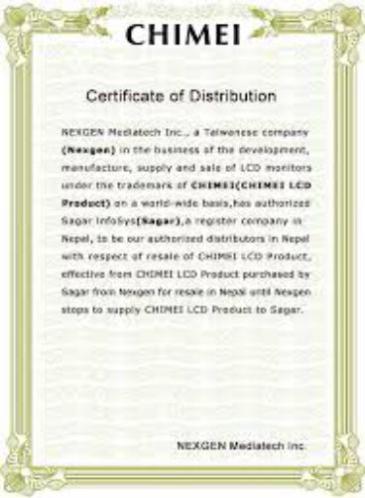 CHIMEI
Certificate of Distribution
NEXGEN Mediatech Inc., a Taiwanese company
(Nexgen) in the business of the development,
manufacture, supply and sale of LCD monitors
under the trademark of CHIMEI(CHIMEI LCD
Product) on a world-wide basis,has authorized
Sagar InfoSys(Sagar),a register company in
Nepal, to be our authorized distributors in Nepal
with respect of resale of CHIMEI LCD Product,
effective from CHIMEI LCD Product purchased by
Sagar from Nexgen for resale in Nepal until Nexgen
stops to supply CHIMEI LCD Product to Sagar.
NEXGEN Mediatech Inc.